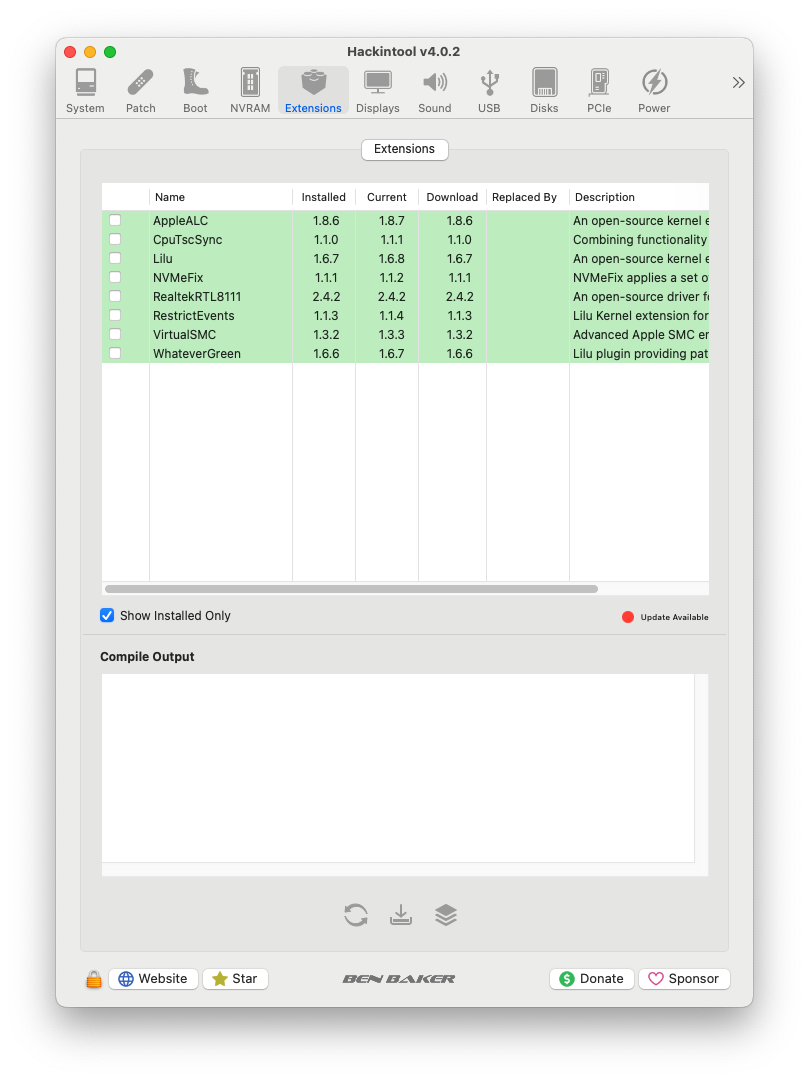 Hackintool v4.0.2
System Patch Boot NVRAM Extensions Displays Sound USB Disks PCIe Power
Extensions
Name Installed Current Download Replaced By Description
AppleALC 1.8.6 1.8.7 1.8.6 An open-source kernel e
CpuTscSync 1.1.0 1.1.1 1.1.0 Combining functionality
Lilu 1.6.7 1.6.8 1.6.7 An open-source kernel e
NVMeFix 1.1.1 1.1.2 1.1.1 NVMeFix applies a set o
RealtekRTL8111 2.4.2 2.4.2 2.4.2 An open-source driver fo
RestrictEvents 1.1.3 1.1.4 1.1.3 Lilu Kernel extension for
VirtualSMC 1.3.2 1.3.3 1.3.2 Advanced Apple SMC er
WhateverGreen 1.6.6 1.6.7 1.6.6 Lilu plugin providing pat
Show Installed Only Update Available
Compile Output
Website Star BEN BAKER Donate Sponsor